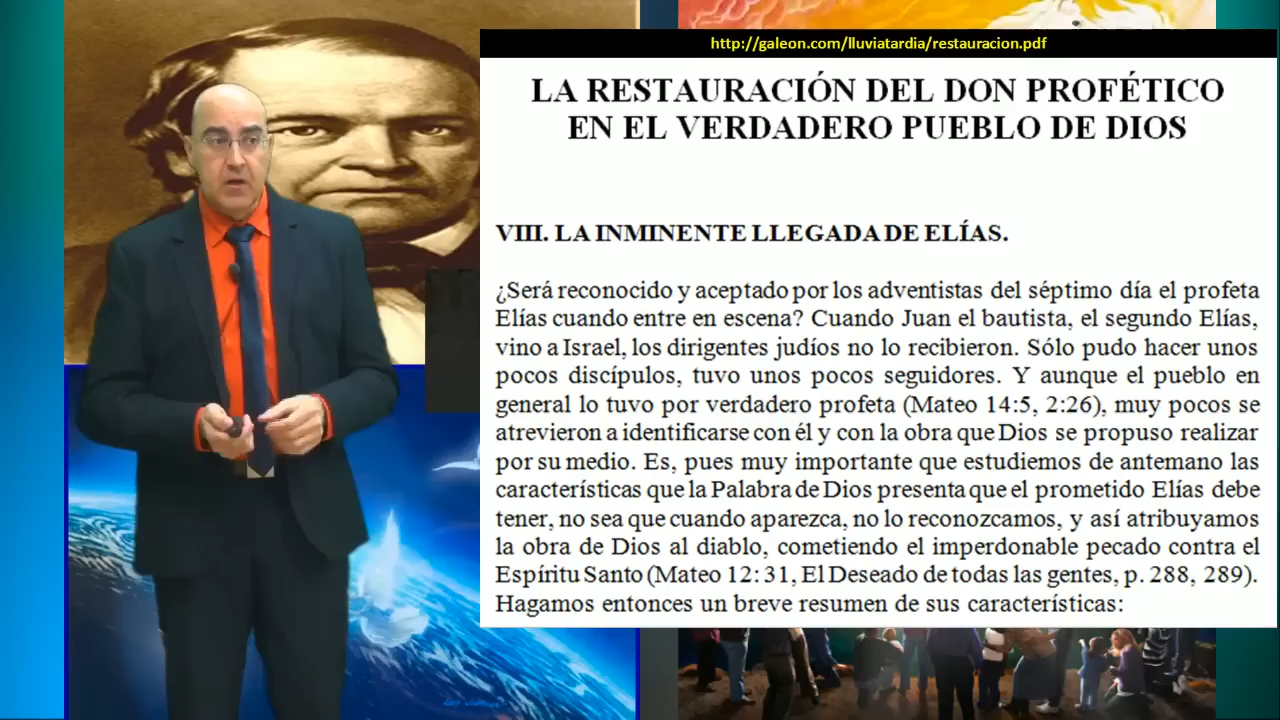 http://galeon.com/lluviatardia/restauracion.pdf
LA RESTAURACIÓN DEL DON PROFÉTICO
EN EL VERDADERO PUEBLO DE DIOS
VIII. LA INMINENTE LLEGADA DE ELÍAS.
¿Será reconocido y aceptado por los adventistas del séptimo día el profeta
Elías cuando entre en escena? Cuando Juan el bautista, el segundo Elías,
vino a Israel, los dirigentes judíos no lo recibieron. Sólo pudo hacer unos
pocos discípulos, tuvo unos pocos seguidores. Y aunque el pueblo en
general lo tuvo por verdadero profeta (Mateo 14:5, 2:26), muy pocos se
atrevieron a identificarse con él y con la obra que Dios se propuso realizar
por su medio. Es, pues muy importante que estudiemos de antemano las
características que la Palabra de Dios presenta que el prometido Elías debe
tener, no sea que cuando aparezca, no lo reconozcamos, y así atribuyamos
la obra de Dios al diablo, cometiendo el imperdonable pecado contra el
Espíritu Santo (Mateo 12: 31, El Deseado de todas las gentes, p. 288, 289).
Hagamos entonces un breve resumen de sus características: